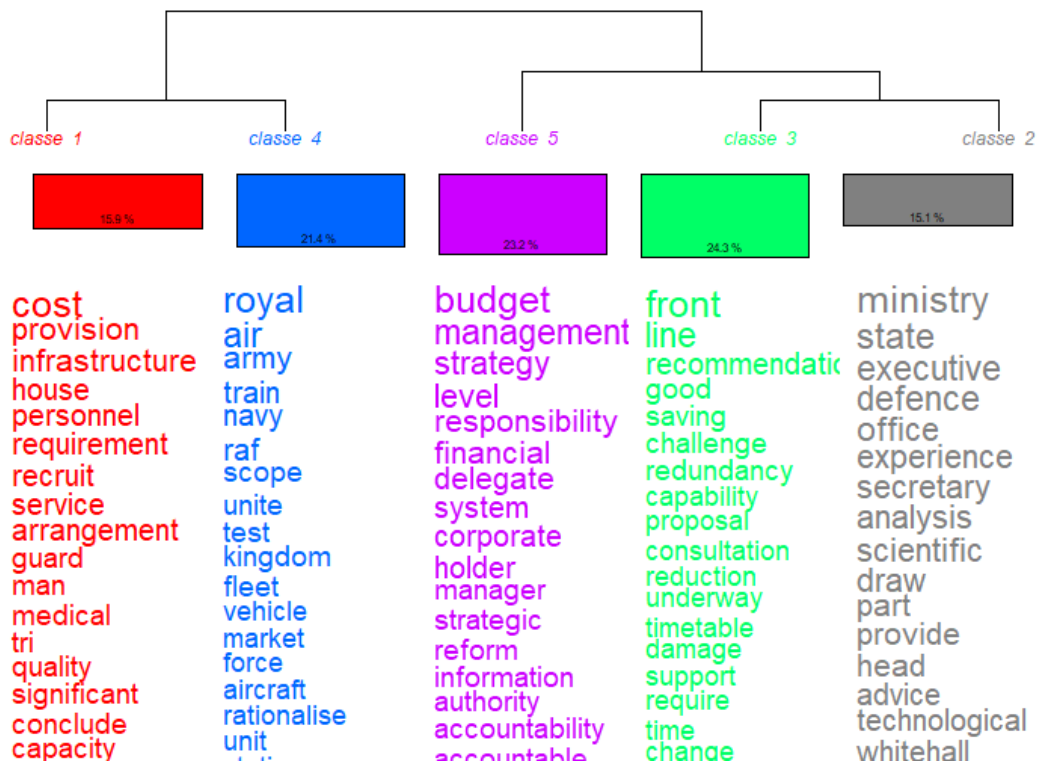 classe 1
classe 4
classe 5
classe 3
classe 2
15.9 %
21.4 %
23.2 %
24.3 %
15.1 %
cost
provision
infrastructure
house
personnel
requirement
recruit
service
arrangement
guard
man
medical
tri
quality
significant
conclude
capacity
royal
air
army
train
navy
raf
scope
unite
test
kingdom
fleet
vehicle
market
force
aircraft
rationalise
unit
budget
management
strategy
level
responsibility
financial
delegate
system
corporate
holder
manager
strategic
reform
information
authority
accountability
accountable
front
line
recommendatio
good
saving
challenge
redundancy
capability
proposal
consultation
reduction
underway
timetable
damage
support
require
time
change
ministry
state
executive
defence
office
experience
secretary
analysis
scientific
draw
part
provide
head
advice
technological
whitehall